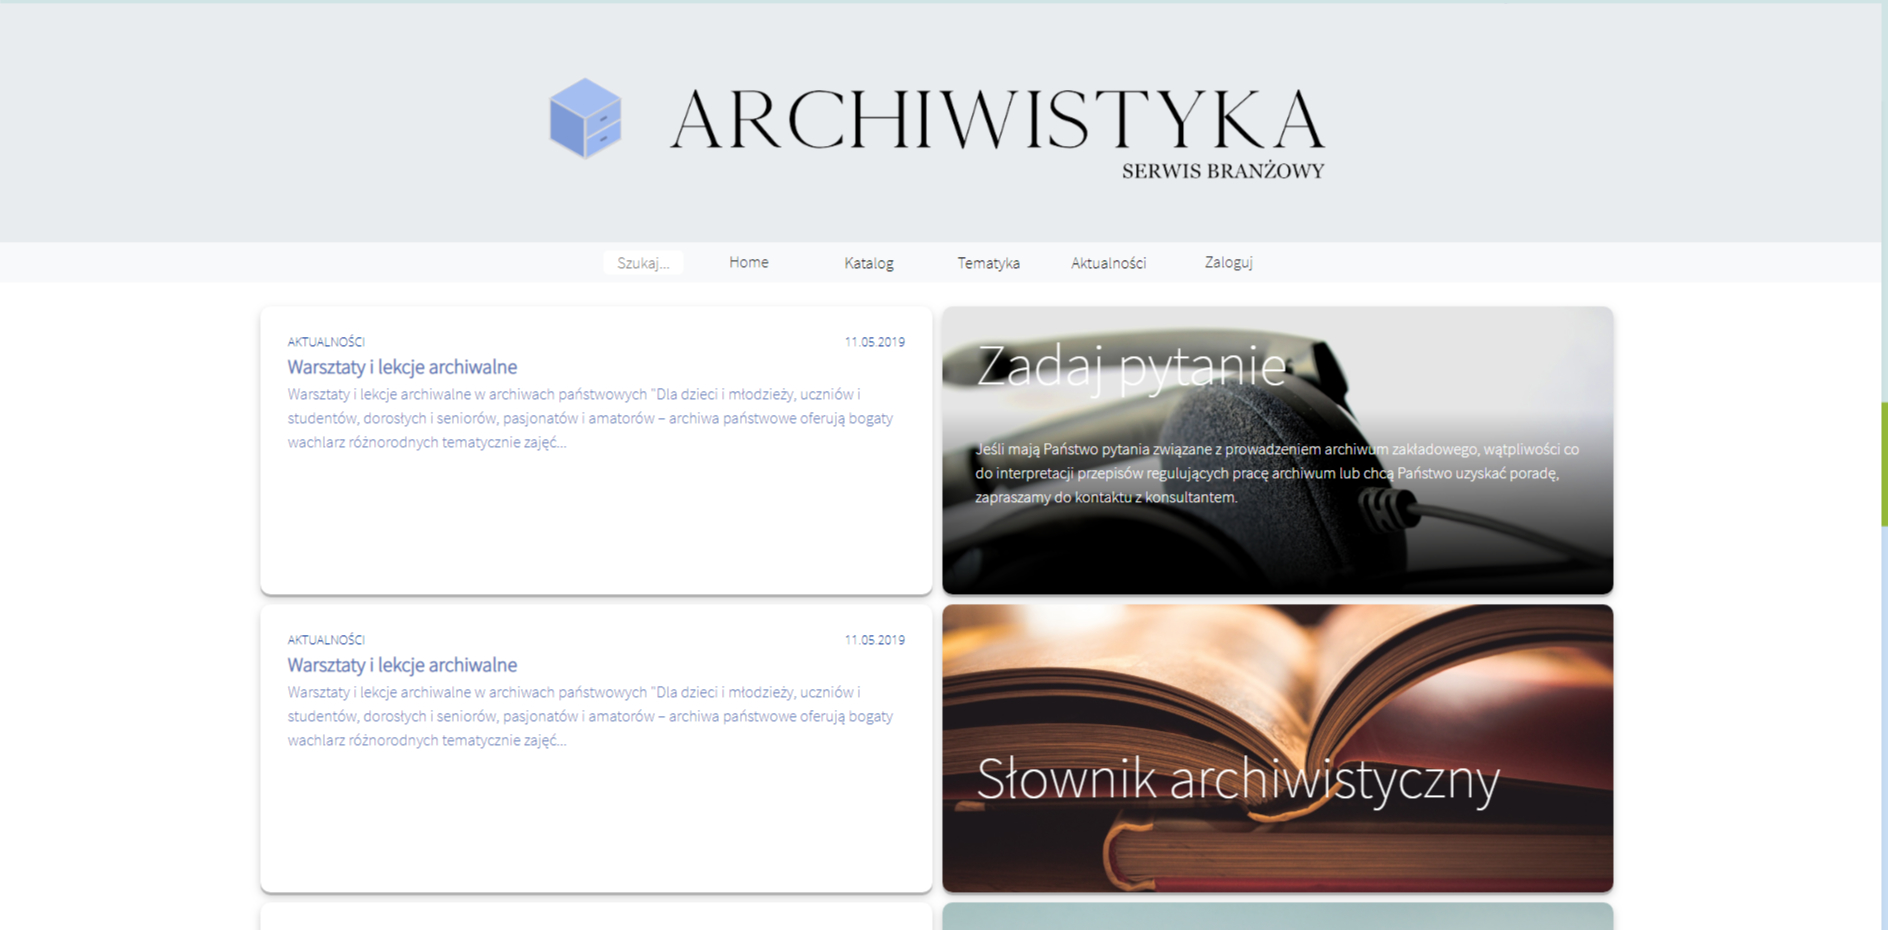 ARCHIWISTYKA
SERWIS BRANŻOWY
Szukaj... Home Katalog Tematyka Aktualności Zaloguj
AKTUALNOŚCI 11.05.2019
Warsztaty i lekcje archiwalne
Warsztaty i lekcje archiwalne w archiwach państwowych "Dla dzieci i młodzieży, uczniów i
studentów, dorosłych i seniorów, pasjonatów i amatorów – archiwa państwowe oferują bogaty
wachlarz różnorodnych tematycznie zajęć...
Zadaj pytanie
Jeśli mają Państwo pytania związane z prowadzeniem archiwum zakładowego, wątpliwości co
do interpretacji przepisów regulujących pracę archiwum lub chcą Państwo uzyskać poradę,
zapraszamy do kontaktu z konsultantem.
AKTUALNOŚCI 11.05.2019
Warsztaty i lekcje archiwalne
Warsztaty i lekcje archiwalne w archiwach państwowych "Dla dzieci i młodzieży, uczniów i
studentów, dorosłych i seniorów, pasjonatów i amatorów – archiwa państwowe oferują bogaty
wachlarz różnorodnych tematycznie zajęć...
Słownik archiwistyczny